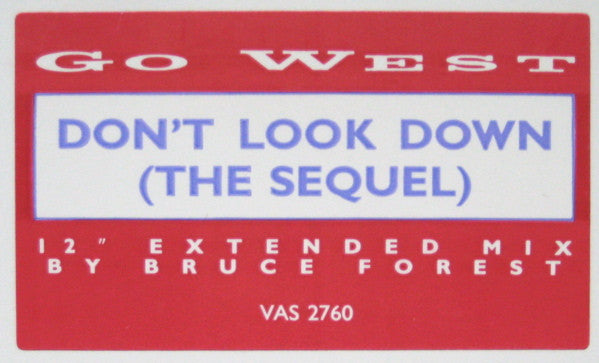 GO WEST
DON'T LOOK DOWN
(THE SEQUEL)
12″ EXTENDED MIX
BY BRUCE FOREST
VAS 2760